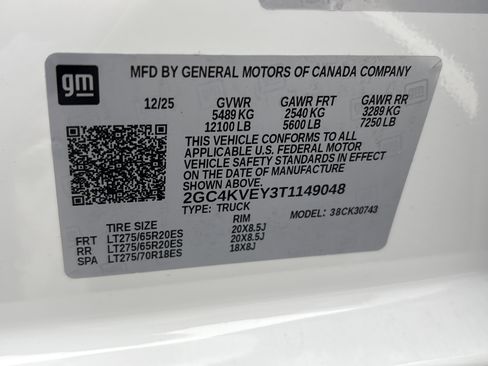 gm
MFD BY GENERAL MOTORS OF CANADA COMPANY
12/25 GVWR GAWR FRT GAWR RR
5489 KG 2540 KG 3289 KG
12100 LB 5600 LB 7250 LB
THIS VEHICLE CONFORMS TO ALL
APPLICABLE U.S. FEDERAL MOTOR
VEHICLE SAFETY STANDARDS IN EFFECT
ON THE DATE OF MANUFACTURE
SHOWN ABOVE.
2GC4KVEY3T1149048
TYPE: TRUCK MODEL: 38CK30743
TIRE SIZE RIM
FRT LT275/65R20ES 20X8.5J
RR LT275/65R20ES 20X8.5J
SPA LT275/70R18ES 18X8J